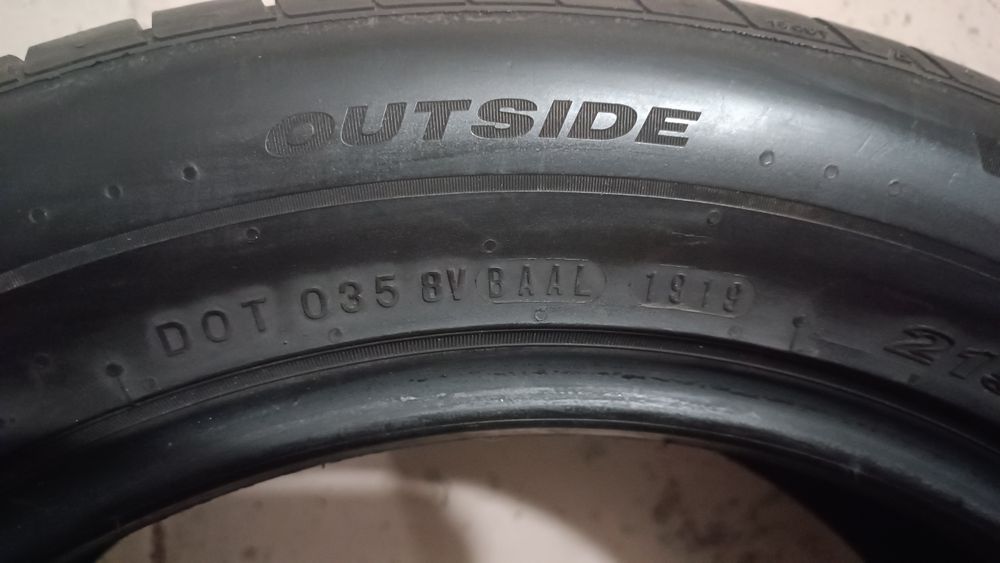 OUTSIDE
DOT 035 8V BAAL 1919